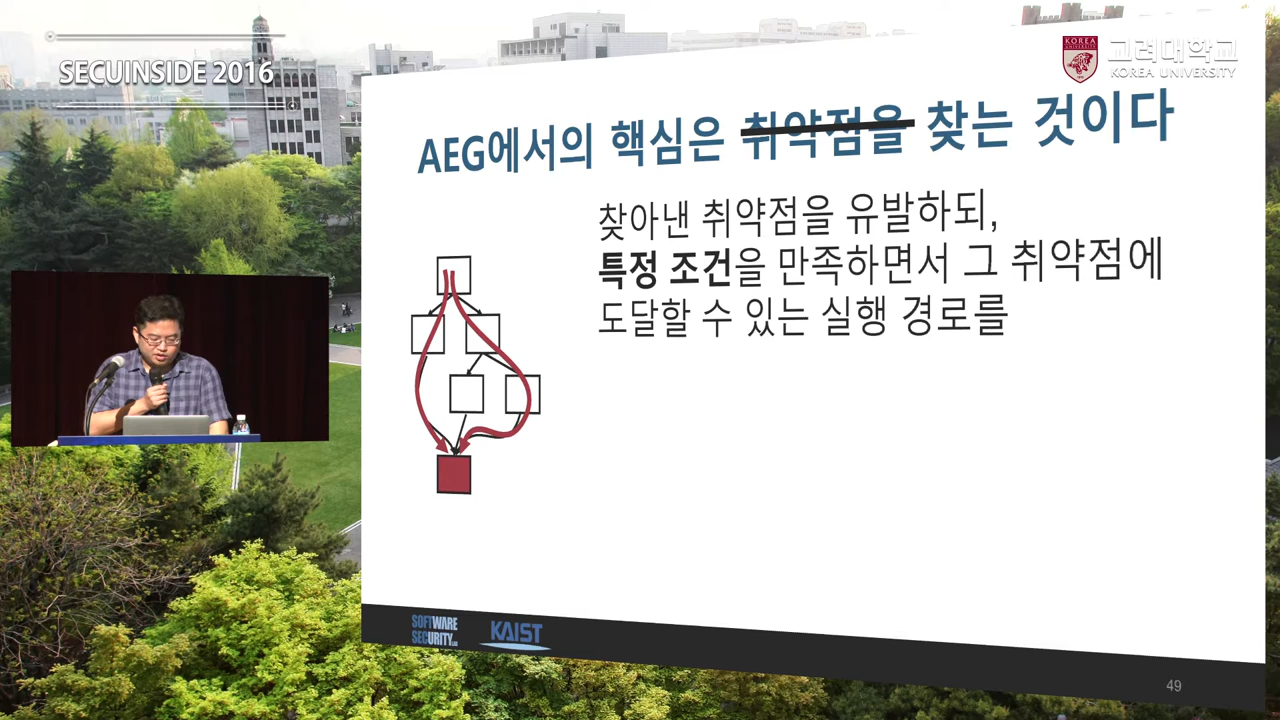 SECUINSIDE 2016
KOREA
UNIVERSITY
고려대학교
KOREA UNIVERSITY
AEG에서의 핵심은 취약점을 찾는 것이다
찾아낸 취약점을 유발하되,
특정 조건을 만족하면서 그 취약점에
도달할 수 있는 실행 경로를
SOFTWARE
SECURITY LAB
KAIST
49